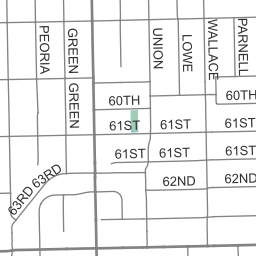 PEORIA
GREEN
UNION
LOWE
WALLACE
PARNELL
GREEN
60TH
60TH
61ST
61ST
61ST
61ST
61ST
61ST
63RD
63RD
62ND
62ND